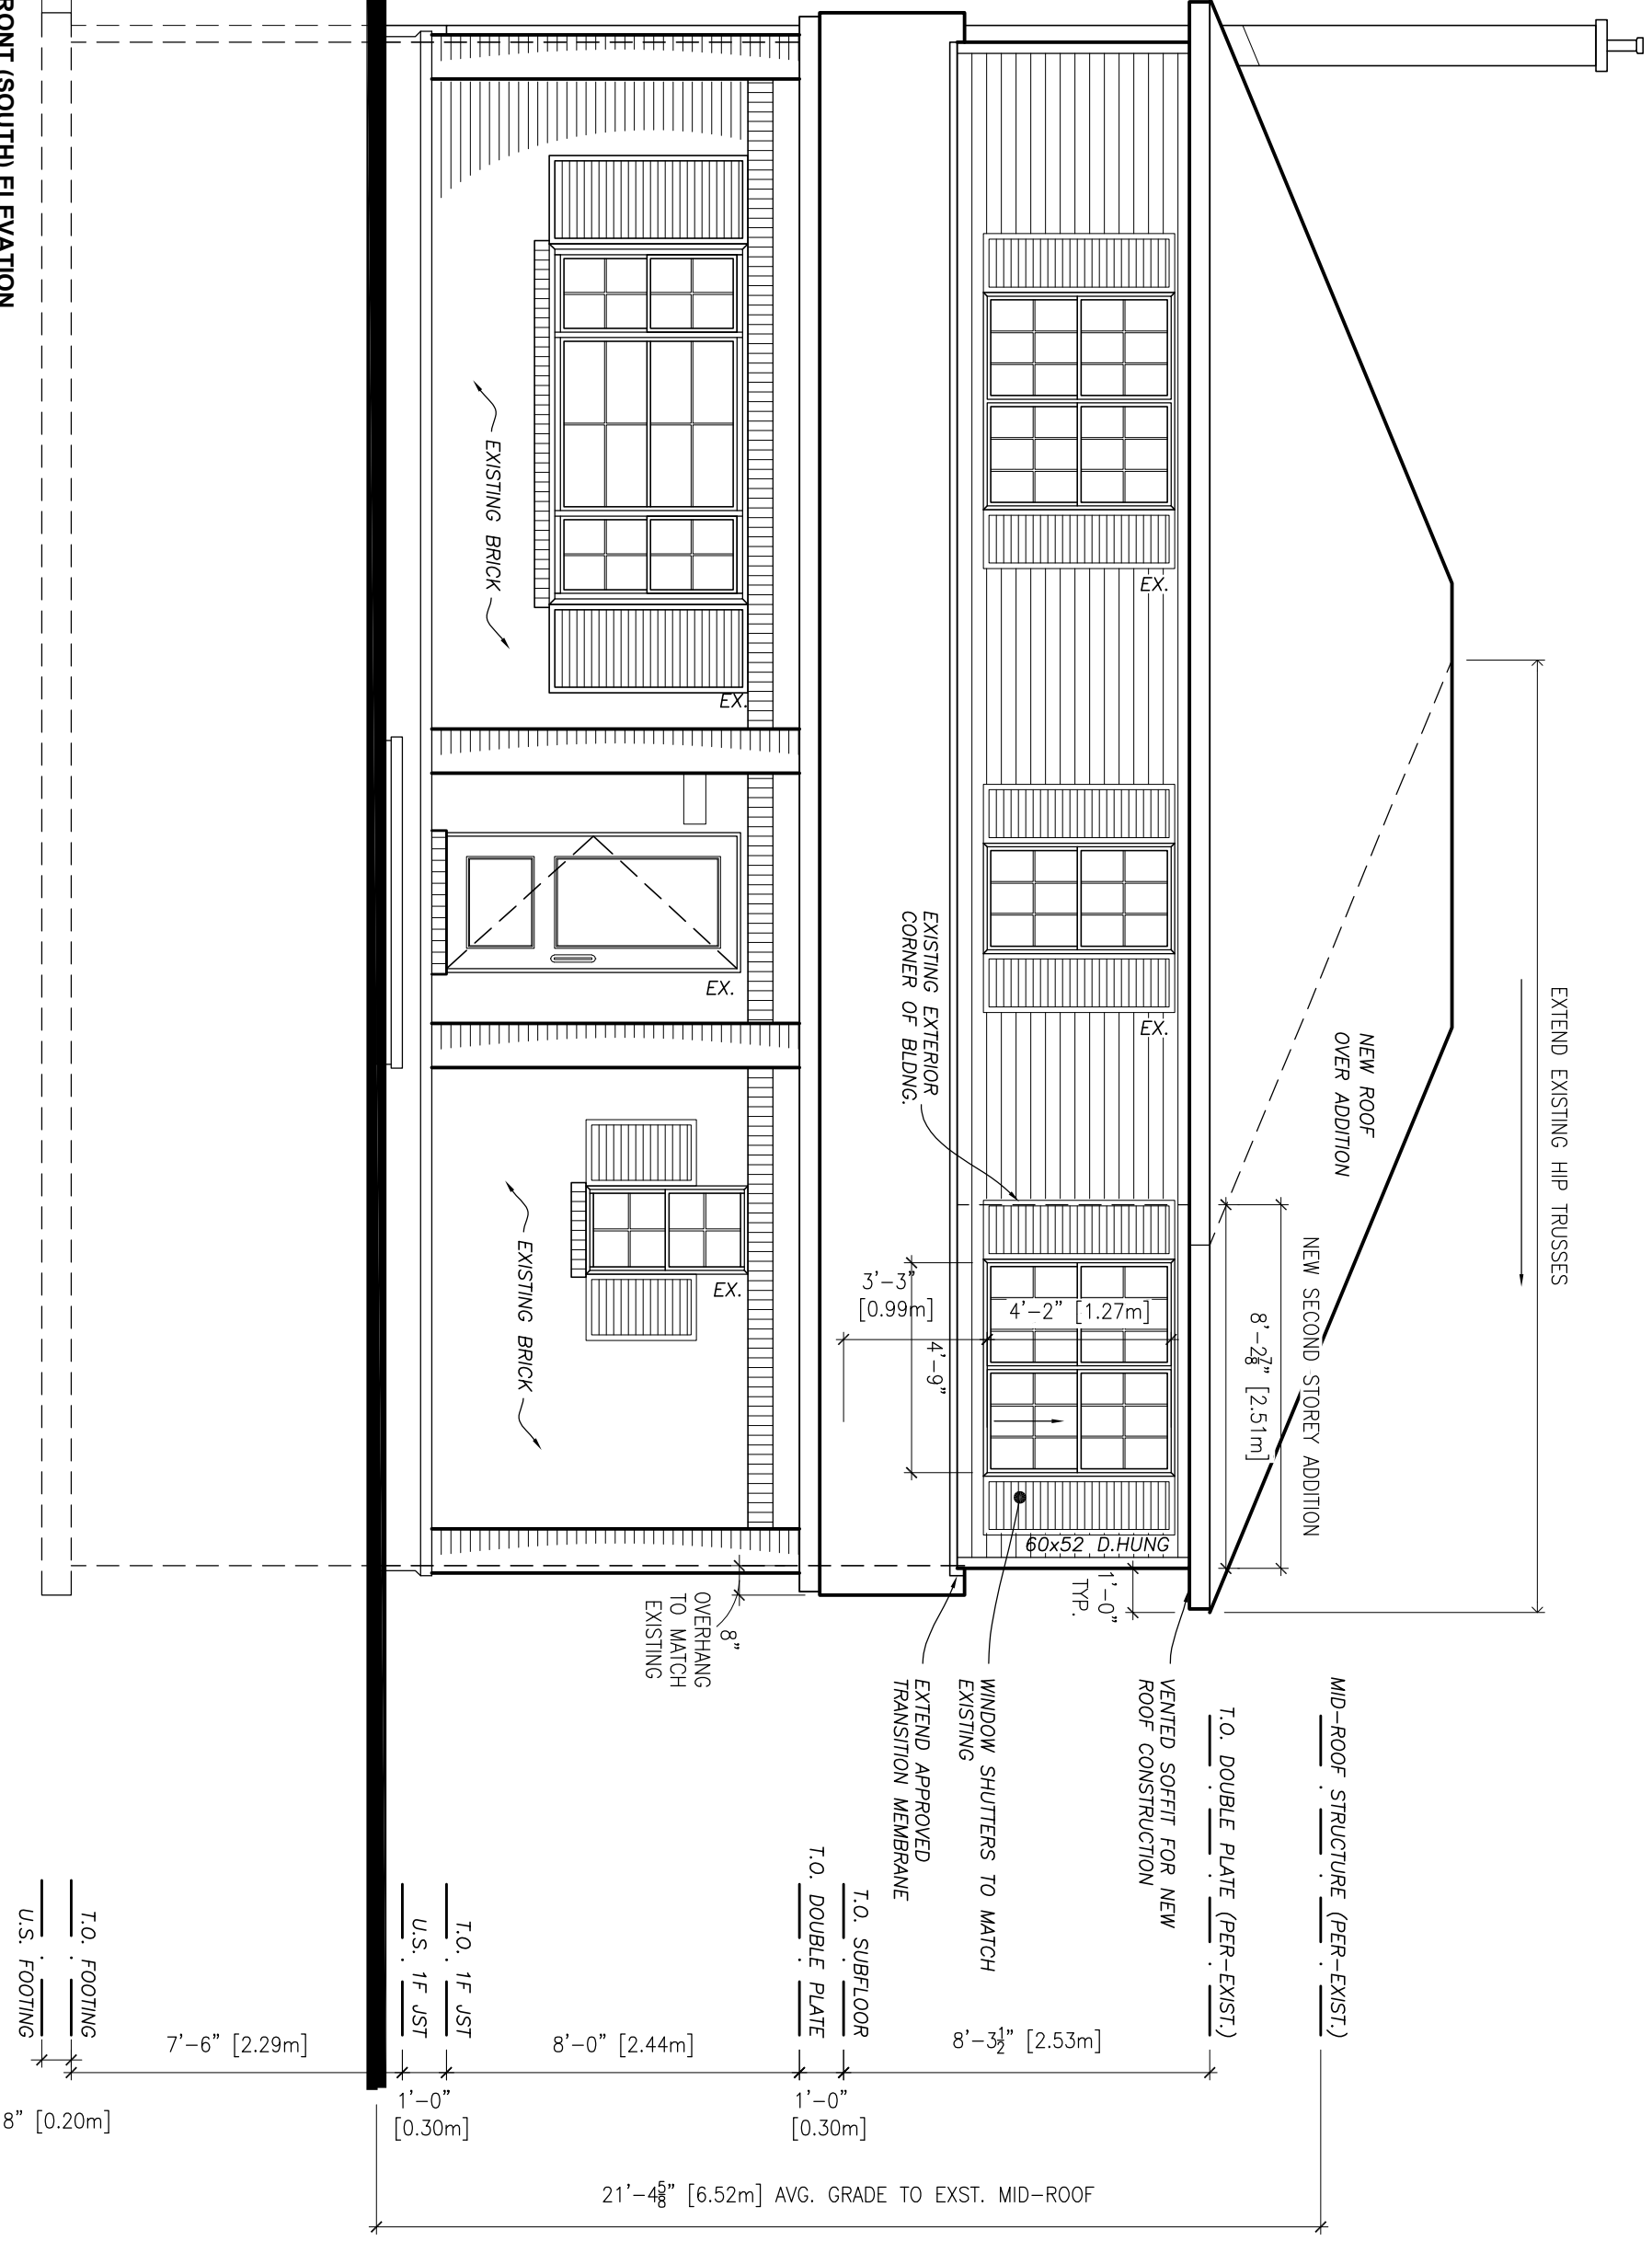 EXTEND EXISTING HIP TRUSSES
NEW ROOF
OVER ADDITION
NEW SECOND STOREY ADDITION
8'-2⅞" [2.51m]
MID-ROOF STRUCTURE (PER-EXIST.)
T.O. DOUBLE PLATE (PER-EXIST.)
VENTED SOFFIT FOR NEW
ROOF CONSTRUCTION
1'-0"
TYP.
EX.
EX.
60x52 D.HUNG
4'-2" [1.27m]
3'-3"
[0.99m]
4'-9"
EXISTING EXTERIOR
CORNER OF BLDNG.
WINDOW SHUTTERS TO MATCH
EXISTING
EXTEND APPROVED
TRANSITION MEMBRANE
8'-3½" [2.53m]
T.O. SUBFLOOR
T.O. DOUBLE PLATE
1'-0"
[0.30m]
8"
OVERHANG
TO MATCH
EXISTING
EX.
EX.
EX.
EXISTING BRICK
EXISTING BRICK
8'-0" [2.44m]
T.O. 1F JST
U.S. 1F JST
1'-0"
[0.30m]
21'-4⅝" [6.52m] AVG. GRADE TO EXST. MID-ROOF
7'-6" [2.29m]
T.O. FOOTING
U.S. FOOTING
8" [0.20m]
RONT (SOUTH) ELEVATION